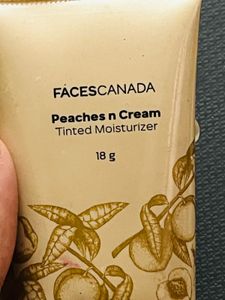 FACESCANADA
Peaches n Cream
Tinted Moisturizer
18 g